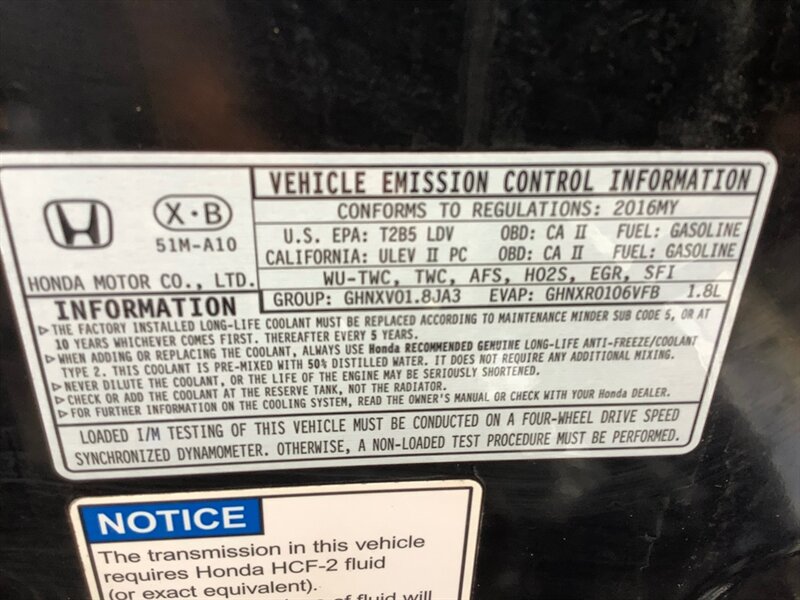 VEHICLE EMISSION CONTROL INFORMATION
X·B
51M-A10
HONDA MOTOR CO., LTD.
CONFORMS TO REGULATIONS: 2016MY
U.S. EPA: T2B5 LDV OBD: CA II FUEL: GASOLINE
CALIFORNIA: ULEV II PC OBD: CA II FUEL: GASOLINE
WU-TWC, TWC, AFS, HO2S, EGR, SFI
GROUP: GHNXV01.8JA3 EVAP: GHNXR0106VFB 1.8L
INFORMATION
▷THE FACTORY INSTALLED LONG-LIFE COOLANT MUST BE REPLACED ACCORDING TO MAINTENANCE MINDER SUB CODE 5, OR AT
10 YEARS WHICHEVER COMES FIRST. THEREAFTER EVERY 5 YEARS.
▷WHEN ADDING OR REPLACING THE COOLANT, ALWAYS USE Honda RECOMMENDED GENUINE LONG-LIFE ANTI-FREEZE/COOLANT
TYPE 2. THIS COOLANT IS PRE-MIXED WITH 50% DISTILLED WATER. IT DOES NOT REQUIRE ANY ADDITIONAL MIXING.
▷NEVER DILUTE THE COOLANT, OR THE LIFE OF THE ENGINE MAY BE SERIOUSLY SHORTENED.
▷CHECK OR ADD THE COOLANT AT THE RESERVE TANK, NOT THE RADIATOR.
▷FOR FURTHER INFORMATION ON THE COOLING SYSTEM, READ THE OWNER'S MANUAL OR CHECK WITH YOUR Honda DEALER.
LOADED I/M TESTING OF THIS VEHICLE MUST BE CONDUCTED ON A FOUR-WHEEL DRIVE SPEED
SYNCHRONIZED DYNAMOMETER. OTHERWISE, A NON-LOADED TEST PROCEDURE MUST BE PERFORMED.
NOTICE
The transmission in this vehicle
requires Honda HCF-2 fluid
(or exact equivalent).
of fluid will